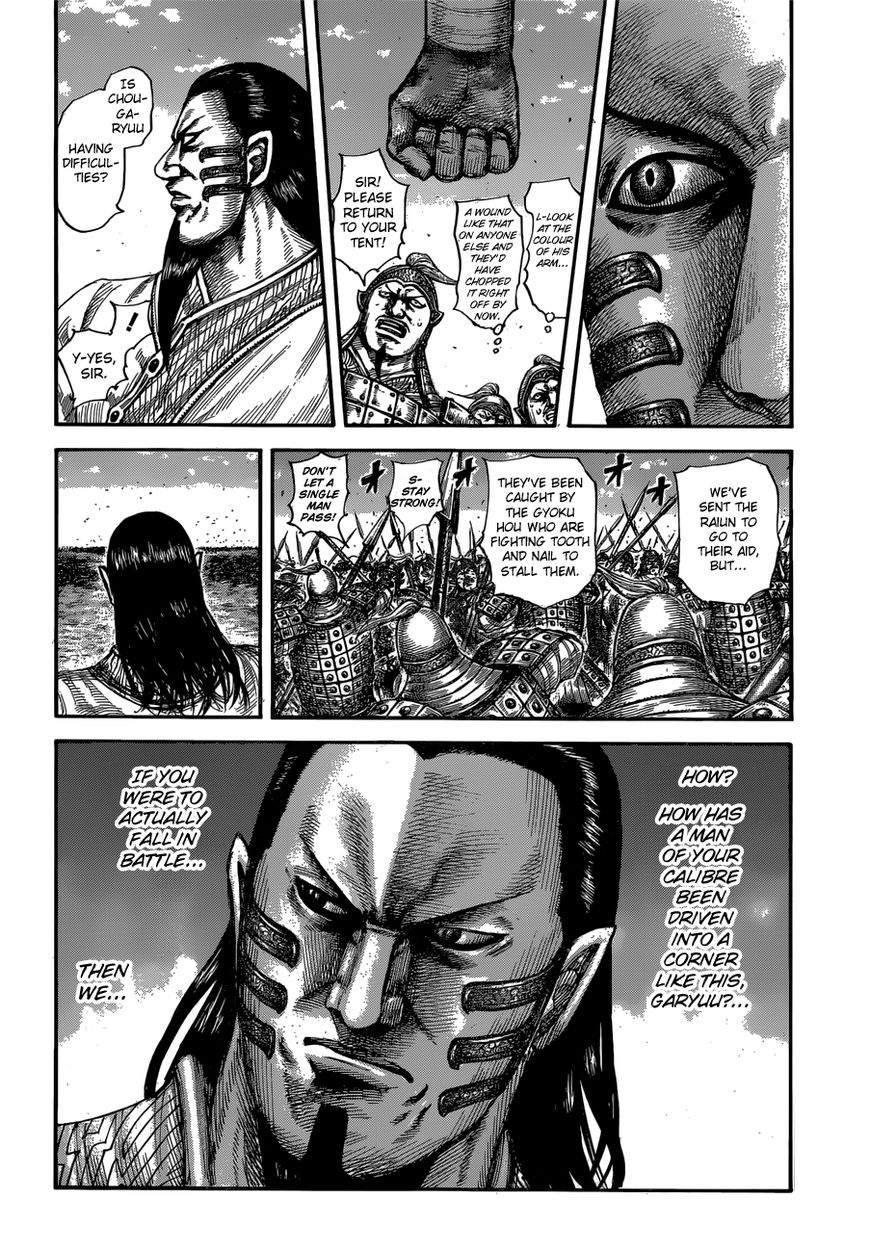 L-LOOK
AT THE
COLOUR
OF HIS
ARM...
A WOUND
LIKE THAT
ON ANYONE
ELSE AND
THEY'D
HAVE
CHOPPED
IT RIGHT
OFF BY
NOW.
SIR!
PLEASE
RETURN
TO YOUR
TENT!
IS
CHOU-
GA-
RYUU
HAVING
DIFFICUL-
TIES?
!
Y-YES,
SIR.
WE'VE
SENT THE
RAIUN TO
GO TO
THEIR AID,
BUT...
THEY'VE BEEN
CAUGHT BY
THE GYOKU
HOU WHO ARE
FIGHTING TOOTH
AND NAIL TO
STALL THEM.
S-
STAY
STRONG!
DON'T
LET A
SINGLE
MAN
PASS!
HOW?
HOW HAS
A MAN
OF YOUR
CALIBRE
BEEN
DRIVEN
INTO A
CORNER
LIKE THIS,
GARYUU?...
IF YOU
WERE TO
ACTUALLY
FALL IN
BATTLE...
THEN
WE...